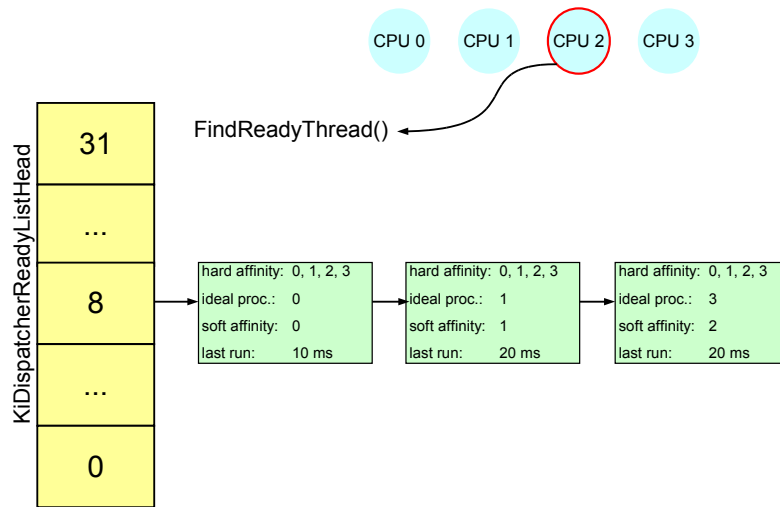 CPU 0 CPU 1 CPU 2 CPU 3
FindReadyThread()
KiDispatcherReadyListHead
31
...
8
...
0
hard affinity: 0, 1, 2, 3
ideal proc.: 0
soft affinity: 0
last run: 10 ms
hard affinity: 0, 1, 2, 3
ideal proc.: 1
soft affinity: 1
last run: 20 ms
hard affinity: 0, 1, 2, 3
ideal proc.: 3
soft affinity: 2
last run: 20 ms